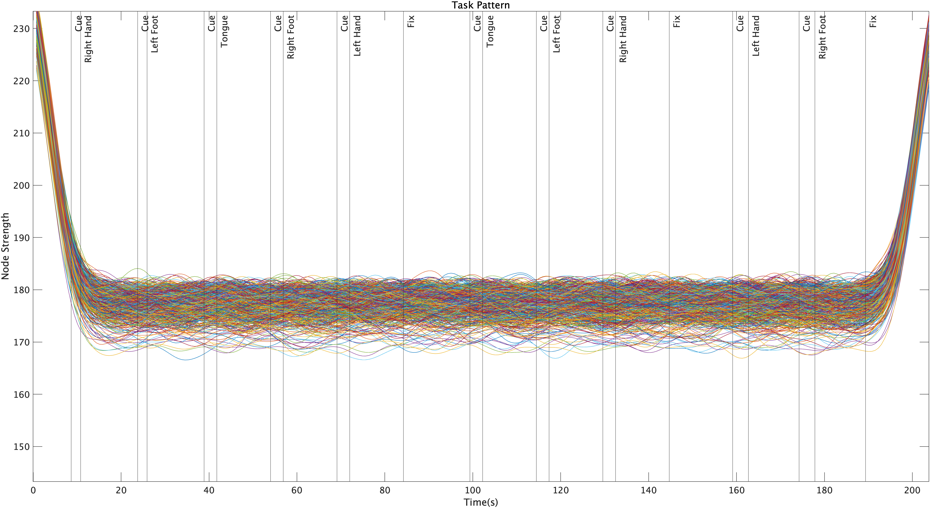 Task Pattern
Cue
Right Hand
Cue
Left Foot
Cue
Tongue
Cue
Right Foot
Cue
Left Hand
Fix
Cue
Tongue
Cue
Left Foot
Cue
Right Hand
Fix
Cue
Left Hand
Cue
Right Foot
Fix
230
220
210
200
190
180
170
160
150
Node Strength
0 20 40 60 80 100 120 140 160 180 200
Time(s)